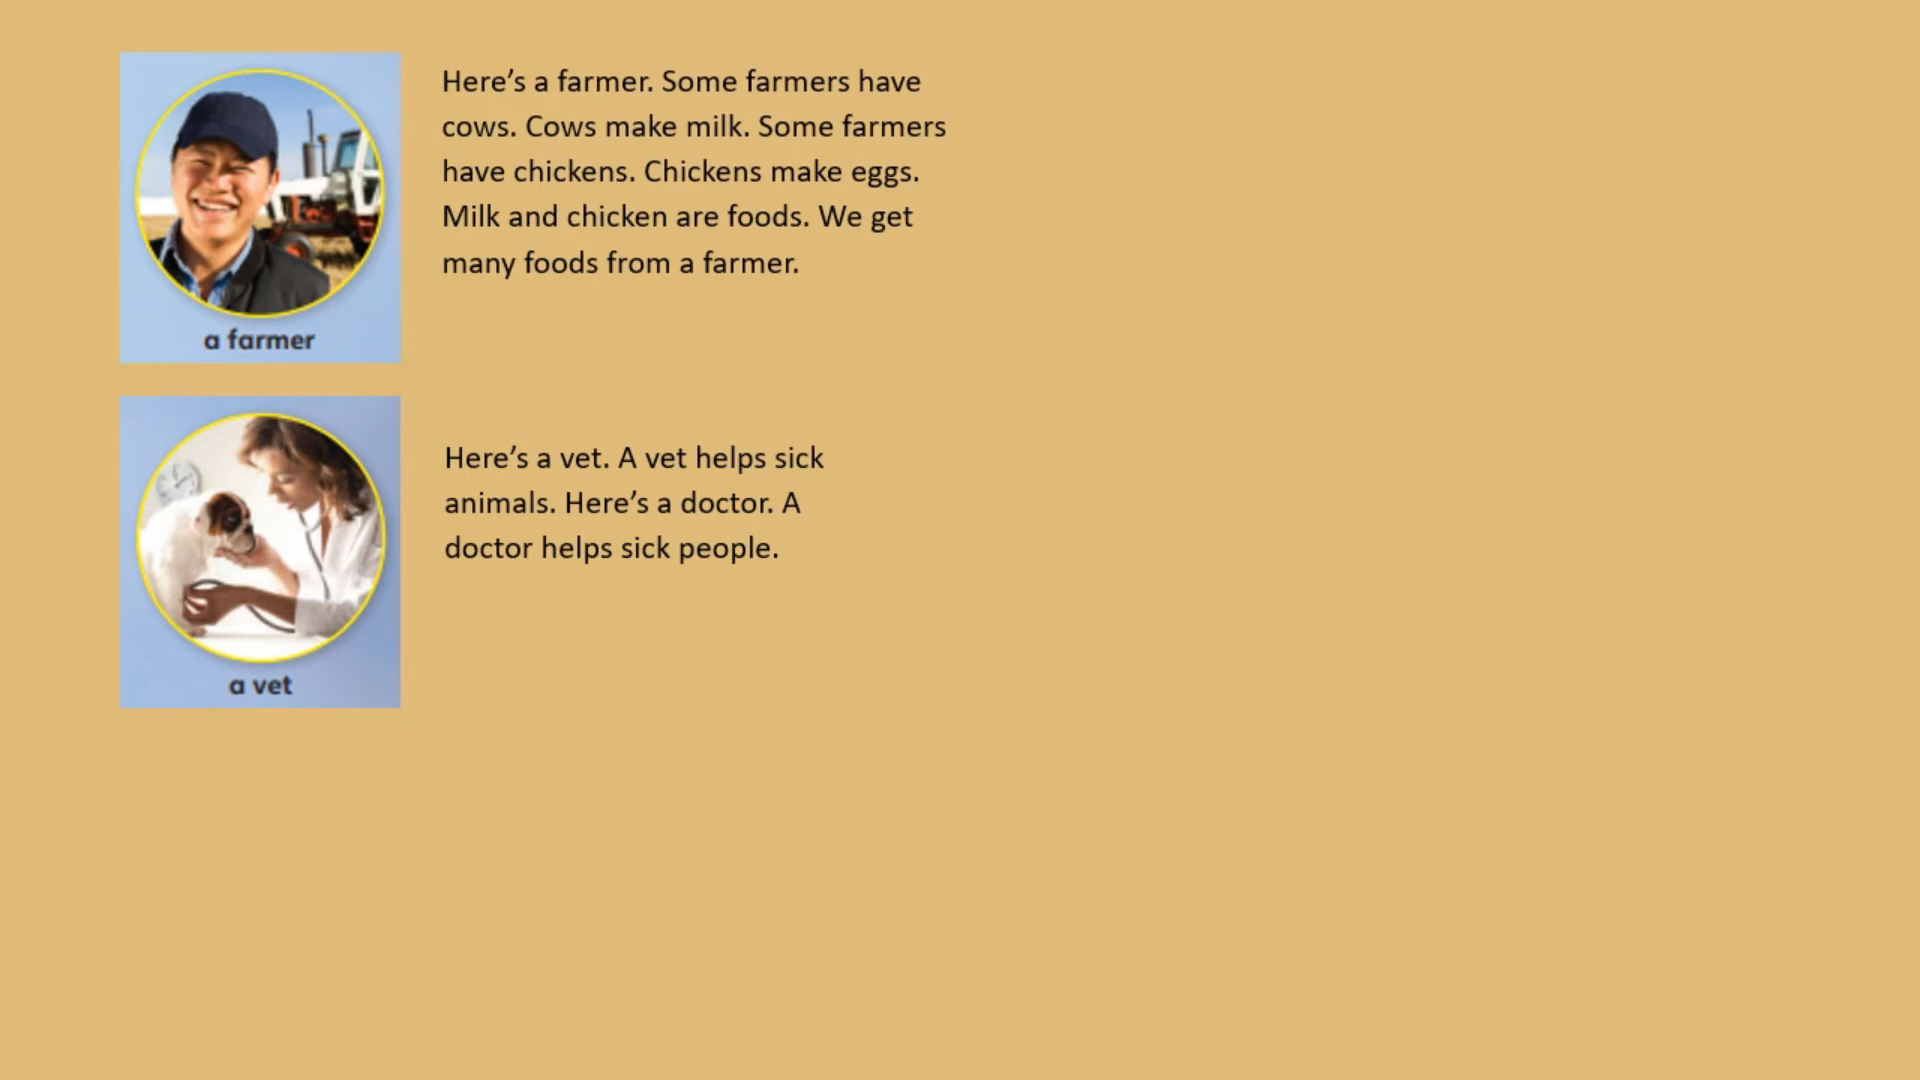 Here’s a farmer. Some farmers have
cows. Cows make milk. Some farmers
have chickens. Chickens make eggs.
Milk and chicken are foods. We get
many foods from a farmer.
a farmer
Here’s a vet. A vet helps sick
animals. Here’s a doctor. A
doctor helps sick people.
a vet